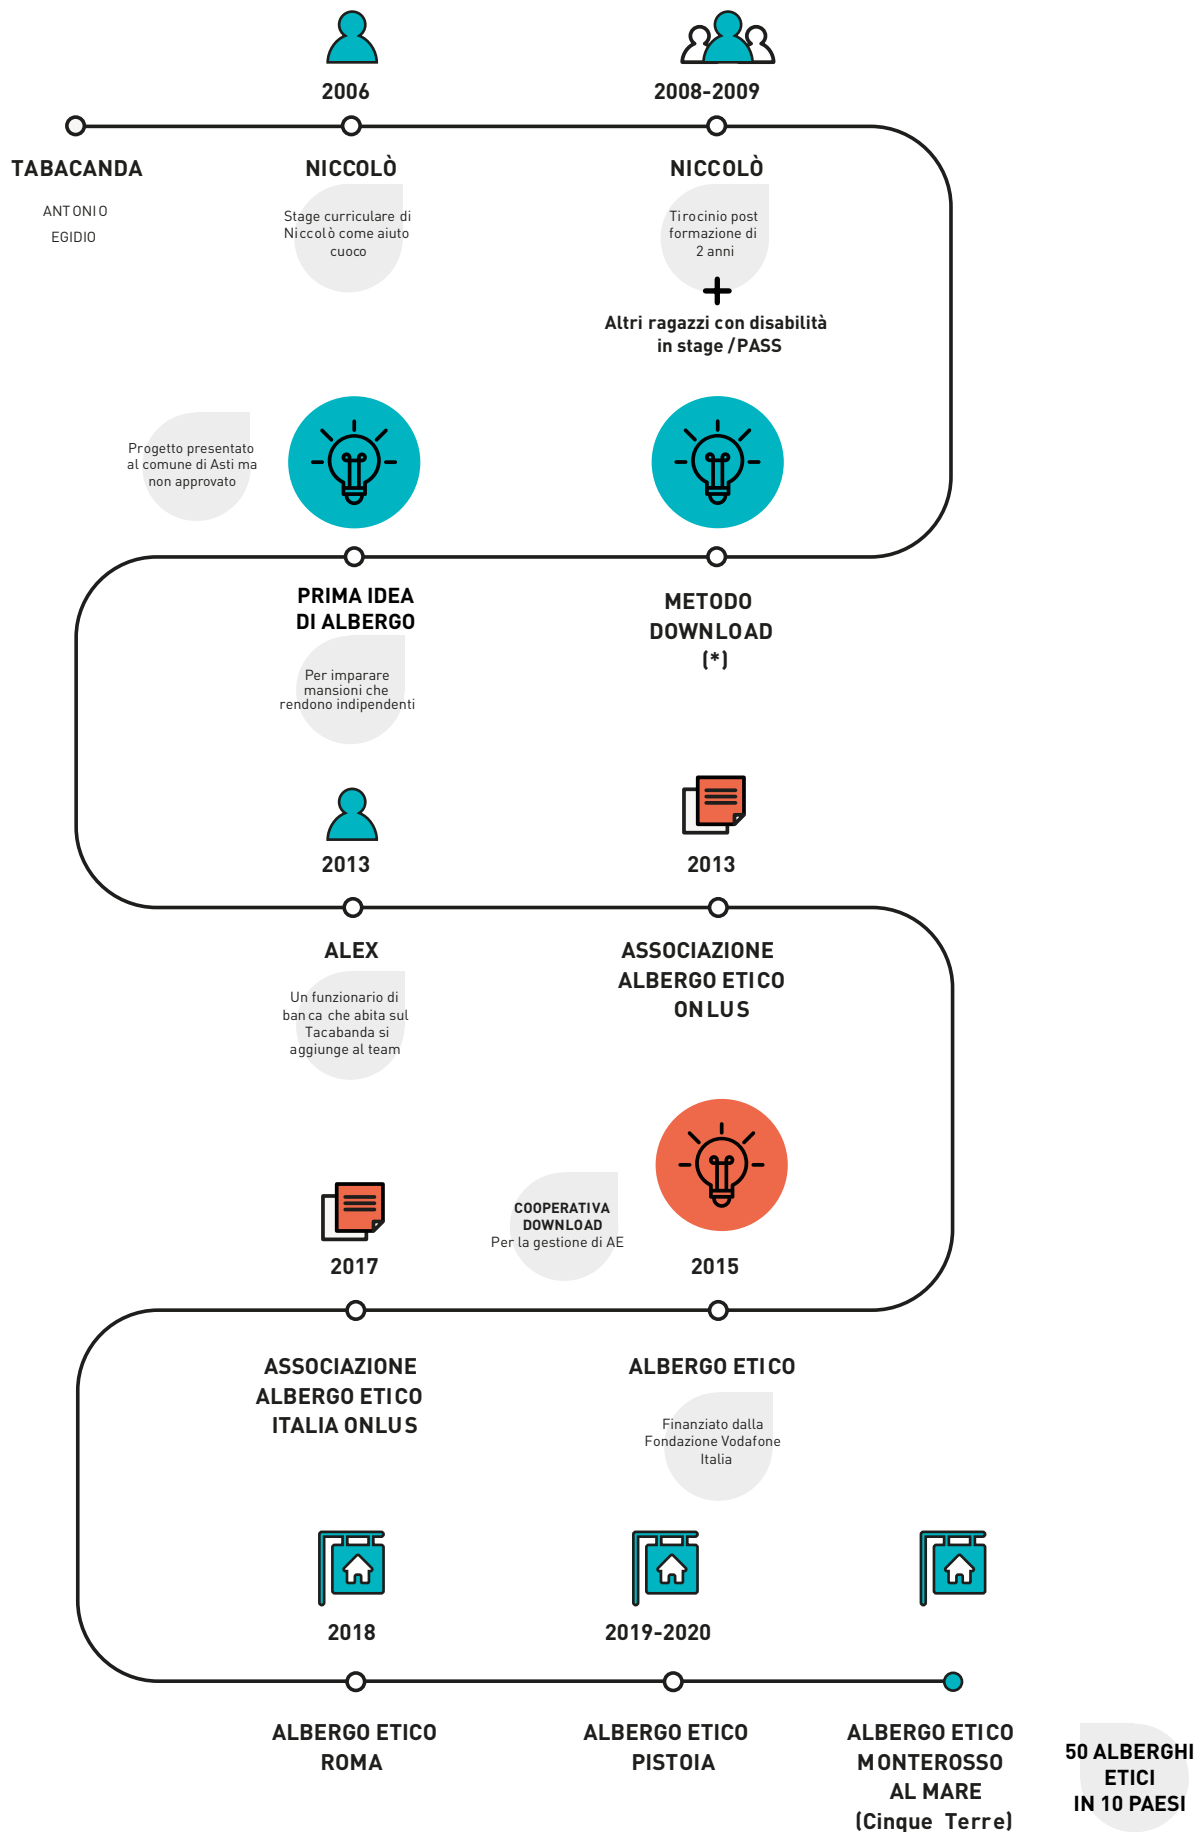 2006
2008-2009
TABACANDA
ANTONIO
EGIDIO
NICCOLÒ
Stage curriculare di
Niccolò come aiuto
cuoco
NICCOLÒ
Tirocinio post
formazione di
2 anni
+
Altri ragazzi con disabilità
in stage /PASS
METODO
DOWNLOAD
(*)
Progetto presentato
al comune di Asti ma
non approvato
PRIMA IDEA
DI ALBERGO
Per imparare
mansioni che
rendono indipendenti
2013
ALEX
Un funzionario di
banca che abita sul
Tacabanda si
aggiunge al team
2013
ASSOCIAZIONE
ALBERGO ETICO
ONLUS
COOPERATIVA
DOWNLOAD
Per la gestione di AE
2015
ALBERGO ETICO
Finanziato dalla
Fondazione Vodafone
Italia
2017
ASSOCIAZIONE
ALBERGO ETICO
ITALIA ONLUS
2018
ALBERGO ETICO
ROMA
2019-2020
ALBERGO ETICO
PISTOIA
ALBERGO ETICO
MONTEROSSO
AL MARE
(Cinque Terre)
50 ALBERGHI
ETICI
IN 10 PAESI